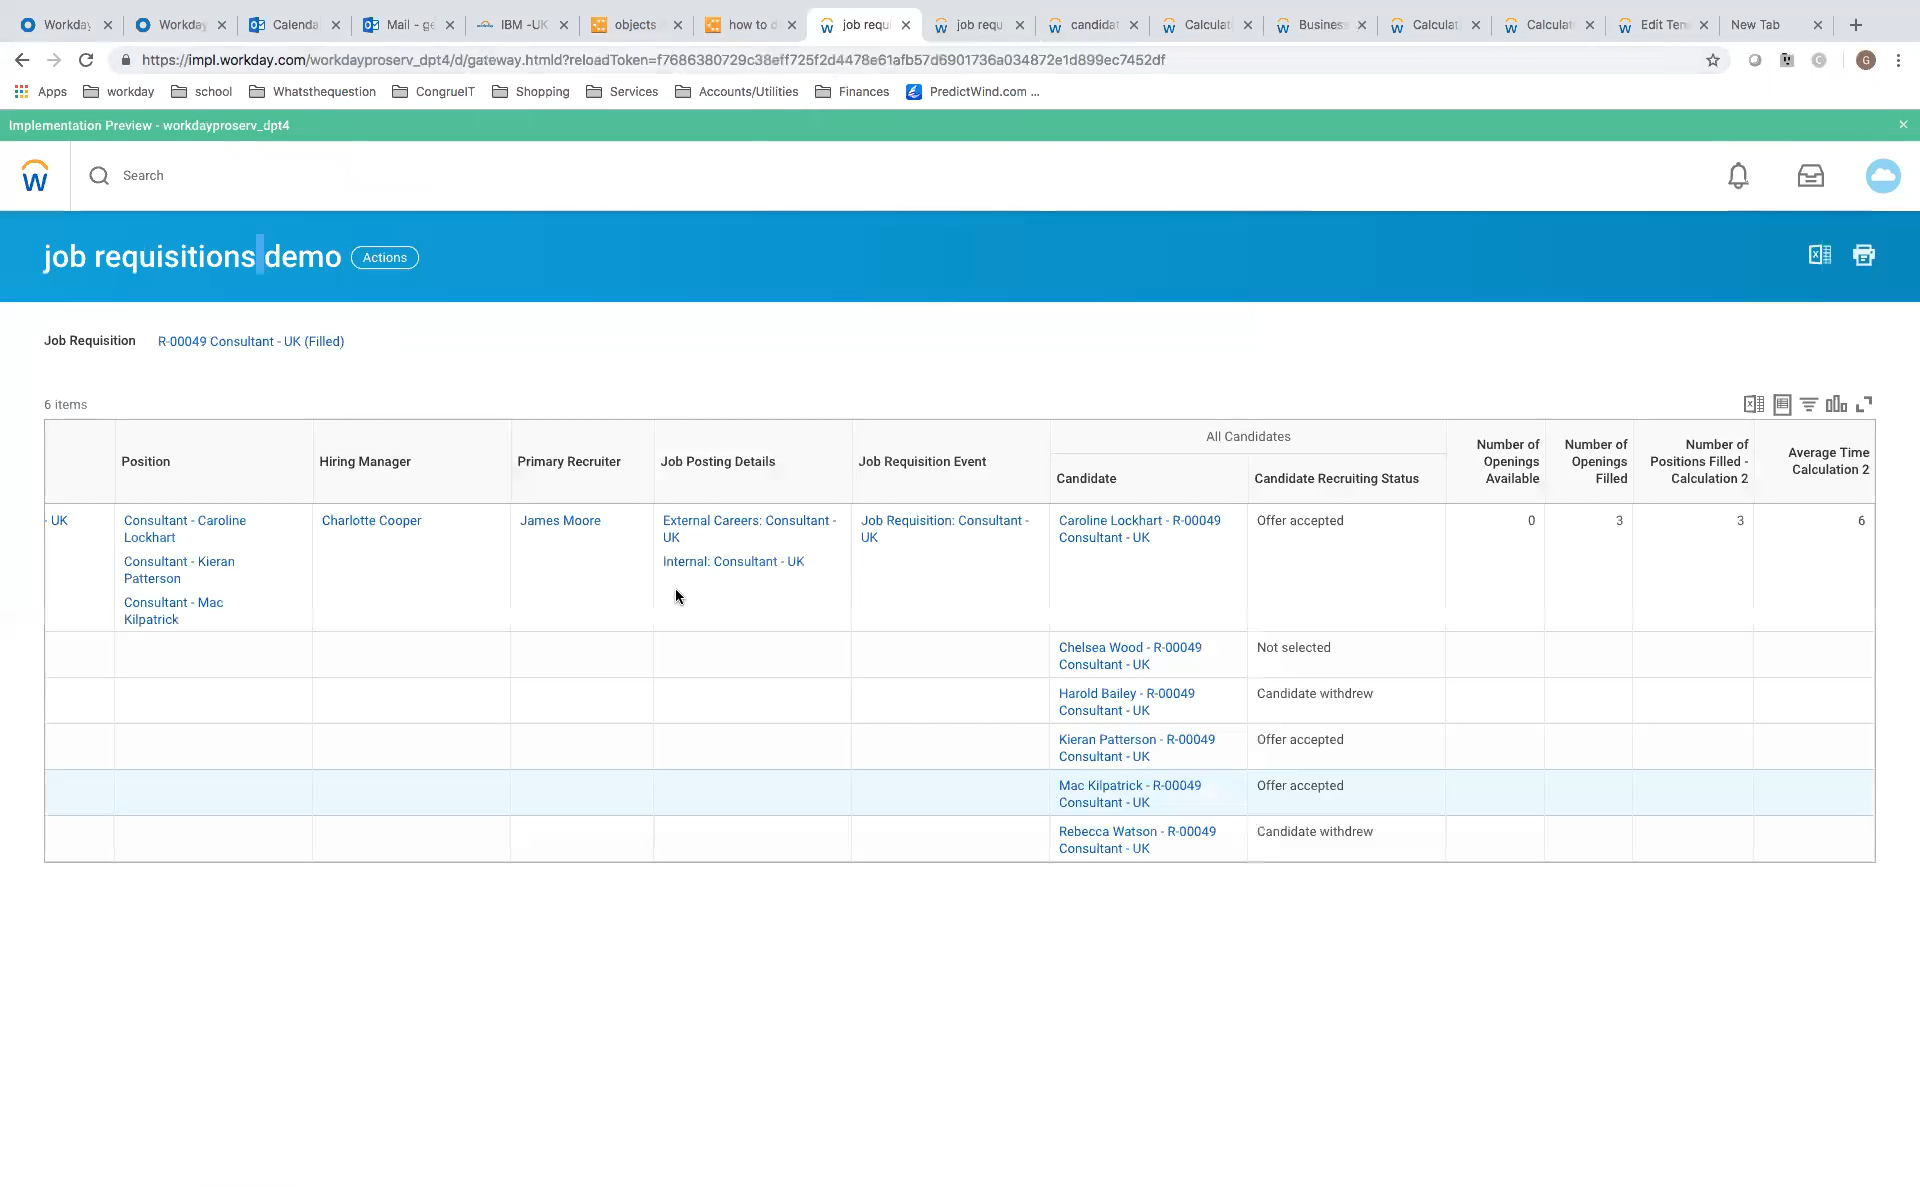 Workday
Workday
Calenda
Mail - ge
IBM -UK
objects
how to d
job requi
job requ
candidat
Calculat
Business
Calculat
Calculat
Edit Ten
New Tab
https://impl.workday.com/workdayproserv_dpt4/d/gateway.htmld?reloadToken=f7686380729c38eff725f2d4478e61afb57d6901736a034872e1d899ec7452df
G
Apps
workday
school
Whatsthequestion
CongrueIT
Shopping
Services
Accounts/Utilities
Finances
PredictWind.com ...
Implementation Preview - workdayproserv_dpt4
Search
job requisitions demo
Actions
Job Requisition
R-00049 Consultant - UK (Filled)
6 items
Position
Hiring Manager
Primary Recruiter
Job Posting Details
Job Requisition Event
All Candidates
Candidate
Candidate Recruiting Status
Number of
Openings
Available
Number of
Openings
Filled
Number of
Positions Filled -
Calculation 2
Average Time
Calculation 2
- UK
Consultant - Caroline
Lockhart
Consultant - Kieran
Patterson
Consultant - Mac
Kilpatrick
Charlotte Cooper
James Moore
External Careers: Consultant -
UK
Internal: Consultant - UK
Job Requisition: Consultant -
UK
Caroline Lockhart - R-00049
Consultant - UK
Offer accepted
0
3
3
6
Chelsea Wood - R-00049
Consultant - UK
Not selected
Harold Bailey - R-00049
Consultant - UK
Candidate withdrew
Kieran Patterson - R-00049
Consultant - UK
Offer accepted
Mac Kilpatrick - R-00049
Consultant - UK
Offer accepted
Rebecca Watson - R-00049
Consultant - UK
Candidate withdrew